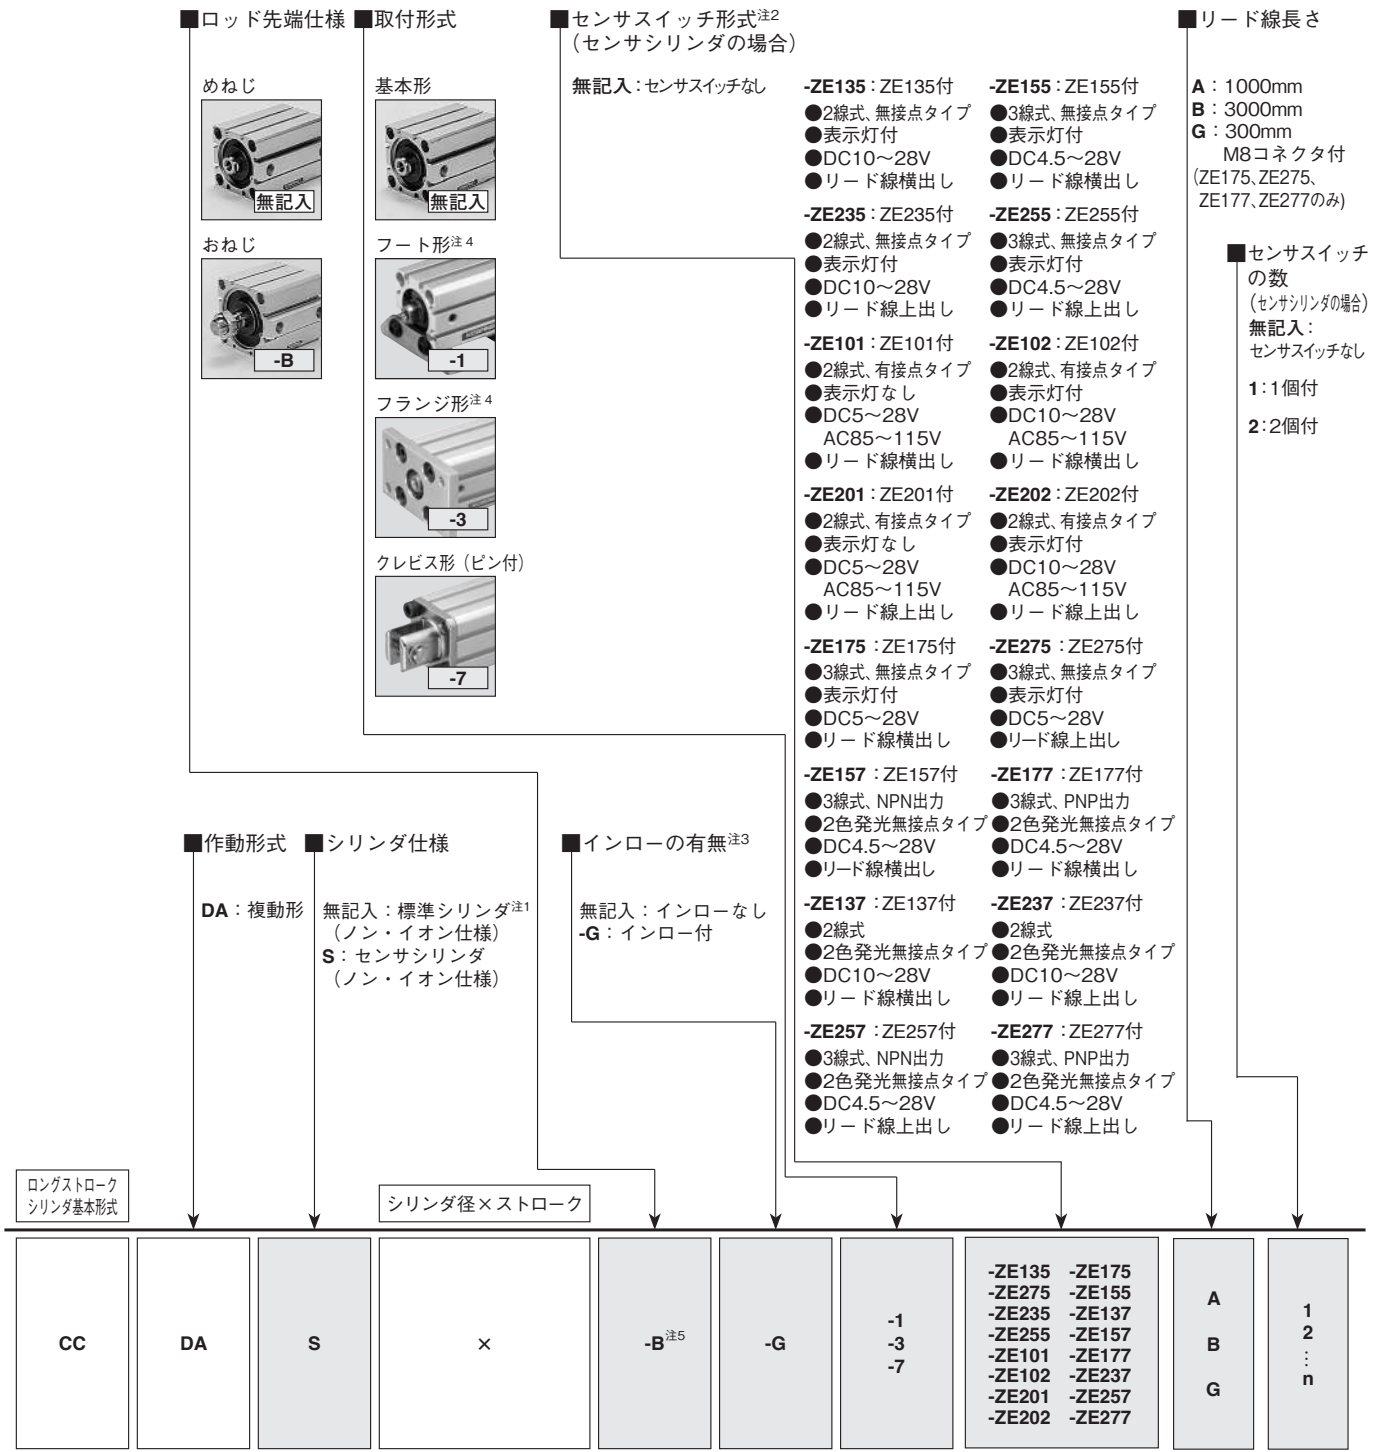 ■ロッド先端仕様
めねじ
無記入
おねじ
-B
■取付形式
基本形
無記入
フート形注4
-1
フランジ形注4
-3
クレビス形（ピン付）
-7
■センサスイッチ形式注2
（センサシリンダの場合）
無記入：センサスイッチなし
-ZE135：ZE135付
●2線式、無接点タイプ
●表示灯付
●DC10〜28V
●リード線横出し
-ZE155：ZE155付
●3線式、無接点タイプ
●表示灯付
●DC4.5〜28V
●リード線横出し
-ZE235：ZE235付
●2線式、無接点タイプ
●表示灯付
●DC10〜28V
●リード線上出し
-ZE255：ZE255付
●3線式、無接点タイプ
●表示灯付
●DC4.5〜28V
●リード線上出し
-ZE101：ZE101付
●2線式、有接点タイプ
●表示灯なし
●DC5〜28V
AC85〜115V
●リード線横出し
-ZE102：ZE102付
●2線式、有接点タイプ
●表示灯付
●DC10〜28V
AC85〜115V
●リード線横出し
-ZE201：ZE201付
●2線式、有接点タイプ
●表示灯なし
●DC5〜28V
AC85〜115V
●リード線上出し
-ZE202：ZE202付
●2線式、有接点タイプ
●表示灯付
●DC10〜28V
AC85〜115V
●リード線上出し
-ZE175：ZE175付
●3線式、無接点タイプ
●表示灯付
●DC5〜28V
●リード線横出し
-ZE275：ZE275付
●3線式、無接点タイプ
●表示灯付
●DC5〜28V
●リード線上出し
-ZE157：ZE157付
●3線式、NPN出力
●2色発光無接点タイプ
●DC4.5〜28V
●リード線横出し
-ZE177：ZE177付
●3線式、PNP出力
●2色発光無接点タイプ
●DC4.5〜28V
●リード線横出し
-ZE137：ZE137付
●2線式
●2色発光無接点タイプ
●DC10〜28V
●リード線横出し
-ZE237：ZE237付
●2線式
●2色発光無接点タイプ
●DC10〜28V
●リード線上出し
-ZE257：ZE257付
●3線式、NPN出力
●2色発光無接点タイプ
●DC4.5〜28V
●リード線上出し
-ZE277：ZE277付
●3線式、PNP出力
●2色発光無接点タイプ
●DC4.5〜28V
●リード線上出し
■リード線長さ
A：1000mm
B：3000mm
G：300mm
M8コネクタ付
(ZE175、ZE275、
ZE177、ZE277のみ)
■センサスイッチ
の数
（センサシリンダの場合）
無記入：
センサスイッチなし
1：1個付
2：2個付
■作動形式
DA：複動形
■シリンダ仕様
無記入：標準シリンダ注1
（ノン・イオン仕様）
S：センサシリンダ
（ノン・イオン仕様）
■インローの有無注3
無記入：インローなし
-G：インロー付
ロングストローク
シリンダ基本形式
シリンダ径×ストローク
CC
DA
S
×
-B注5
-G
-1
-3
-7
-ZE135 -ZE175
-ZE275 -ZE155
-ZE235 -ZE137
-ZE255 -ZE157
-ZE101 -ZE177
-ZE102 -ZE237
-ZE201 -ZE257
-ZE202 -ZE277
A
B
G
1
2
⋮
n